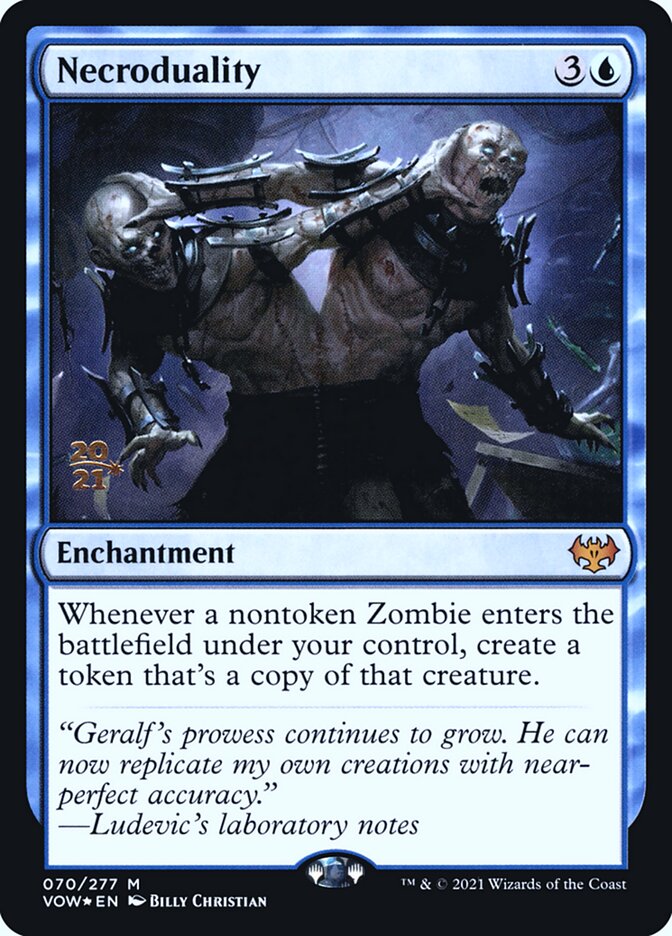 Necroduality 3
20
21
Enchantment
Whenever a nontoken Zombie enters the
battlefield under your control, create a
token that's a copy of that creature.
“Geralf's prowess continues to grow. He can
now replicate my own creations with near-
perfect accuracy.”
—Ludevic's laboratory notes
070/277 M
VOW★EN Billy Christian
™ & © 2021 Wizards of the Coast